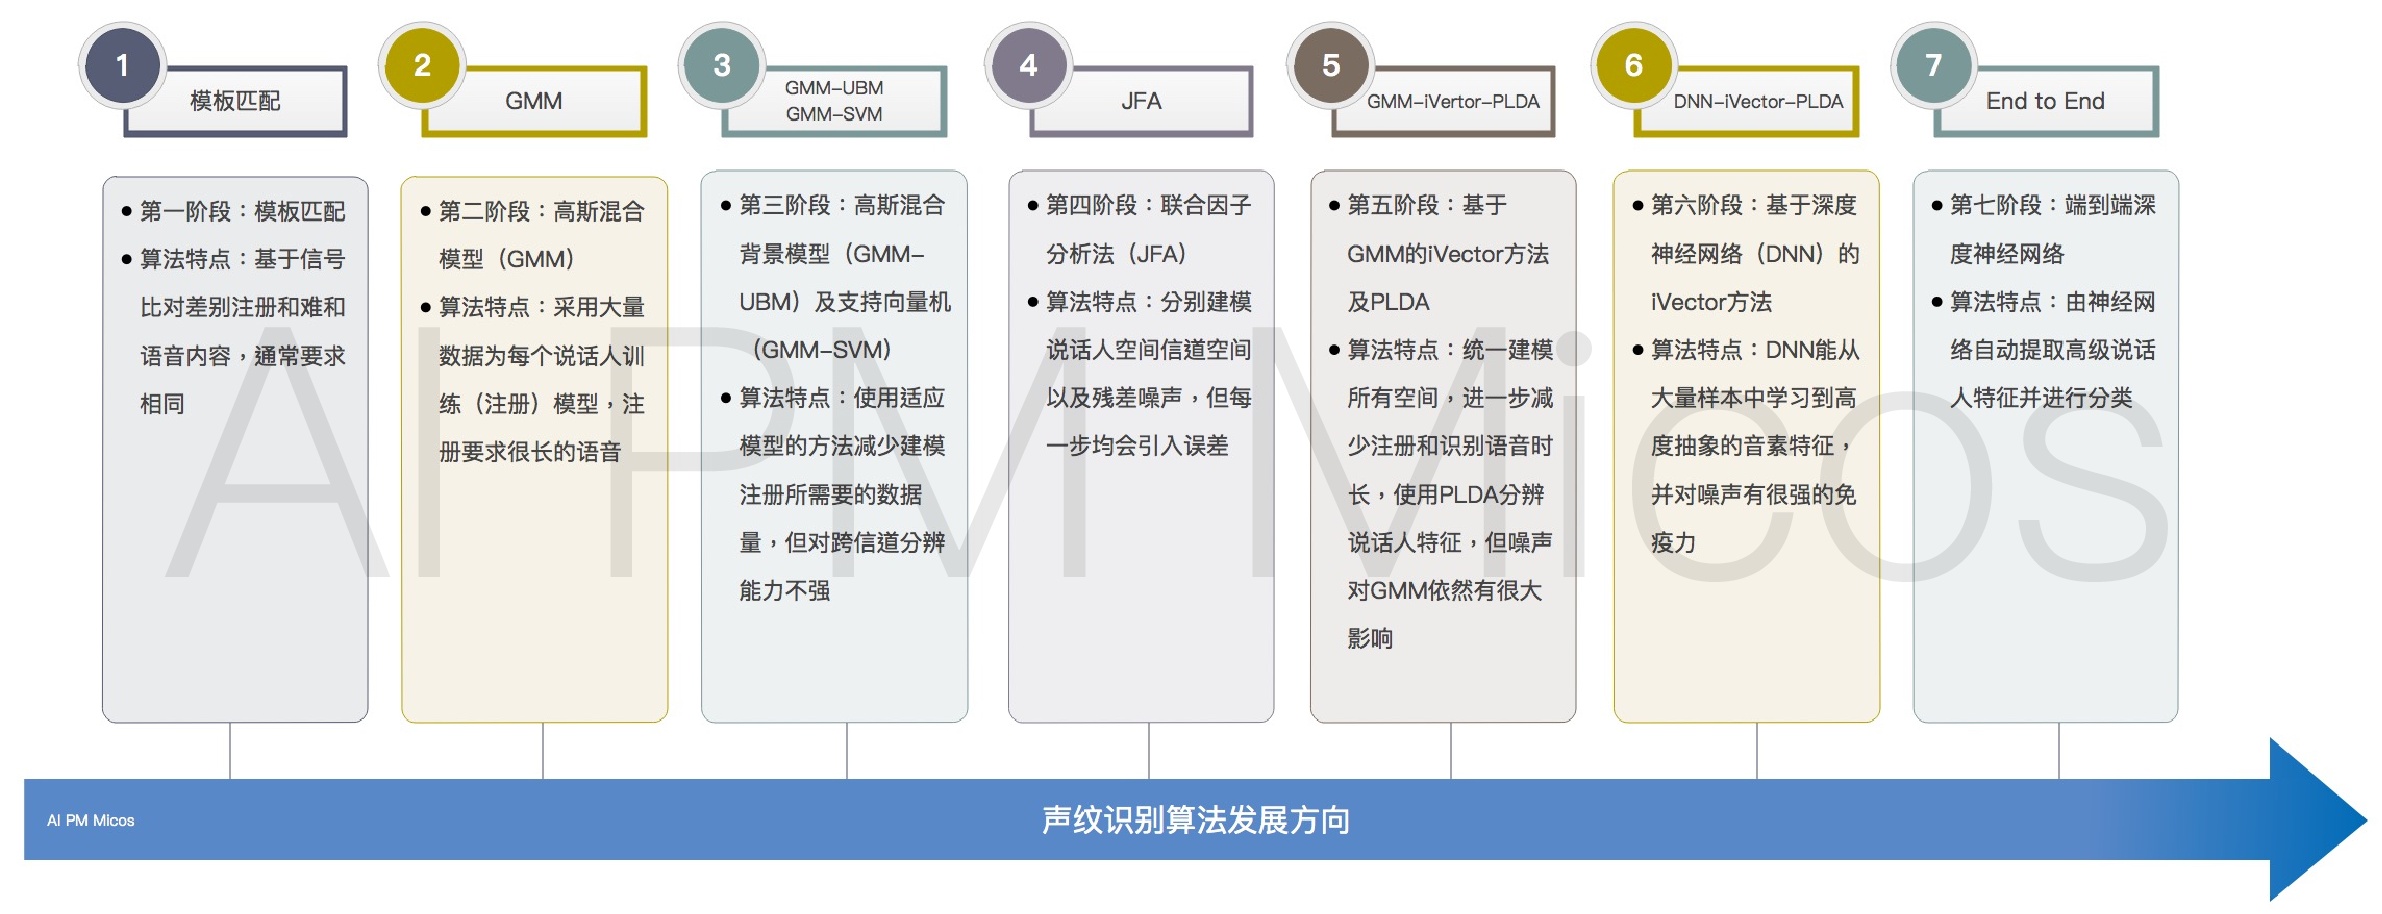 1
模板匹配
第一阶段：模板匹配
算法特点：基于信号
比对差别注册和难和
语音内容，通常要求
相同
2
GMM
第二阶段：高斯混合
模型（GMM）
算法特点：采用大量
数据为每个说话人训
练（注册）模型，注
册要求很长的语音
3
GMM-UBM
GMM-SVM
第三阶段：高斯混合
背景模型（GMM-
UBM）及支持向量机
（GMM-SVM）
算法特点：使用适应
模型的方法减少建模
注册所需要的数据
量，但对跨信道分辨
能力不强
4
JFA
第四阶段：联合因子
分析法（JFA）
算法特点：分别建模
说话人空间信道空间
以及残差噪声，但每
一步均会引入误差
5
GMM-iVertor-PLDA
第五阶段：基于
GMM的iVector方法
及PLDA
算法特点：统一建模
所有空间，进一步减
少注册和识别语音时
长，使用PLDA分辨
说话人特征，但噪声
对GMM依然有很大
影响
6
DNN-iVector-PLDA
第六阶段：基于深度
神经网络（DNN）的
iVector方法
算法特点：DNN能从
大量样本中学习到高
度抽象的音素特征，
并对噪声有很强的免
疫力
7
End to End
第七阶段：端到端深
度神经网络
算法特点：由神经网
络自动提取高级说话
人特征并进行分类
AI PM Micos
AI PM Micos
声纹识别算法发展方向